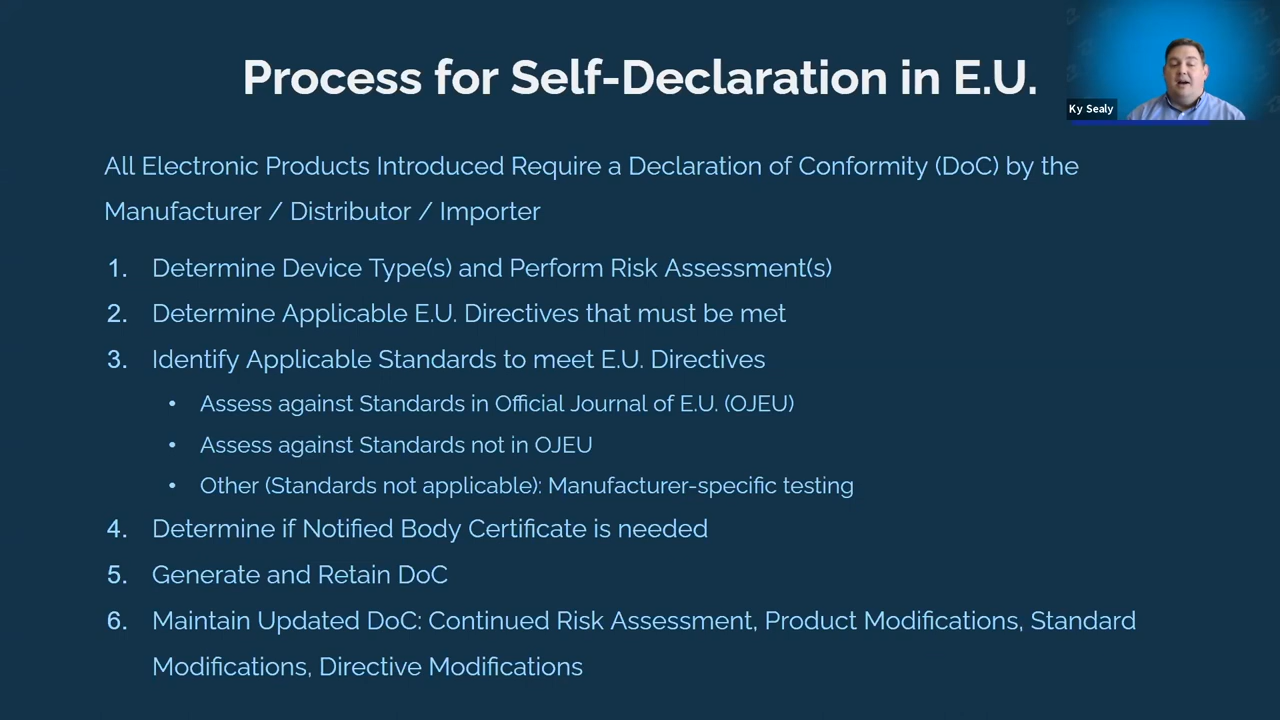 Process for Self-Declaration in E.U.
Ky Sealy
All Electronic Products Introduced Require a Declaration of Conformity (DoC) by the
Manufacturer / Distributor / Importer
1. Determine Device Type(s) and Perform Risk Assessment(s)
2. Determine Applicable E.U. Directives that must be met
3. Identify Applicable Standards to meet E.U. Directives
• Assess against Standards in Official Journal of E.U. (OJEU)
• Assess against Standards not in OJEU
• Other (Standards not applicable): Manufacturer-specific testing
4. Determine if Notified Body Certificate is needed
5. Generate and Retain DoC
6. Maintain Updated DoC: Continued Risk Assessment, Product Modifications, Standard
Modifications, Directive Modifications